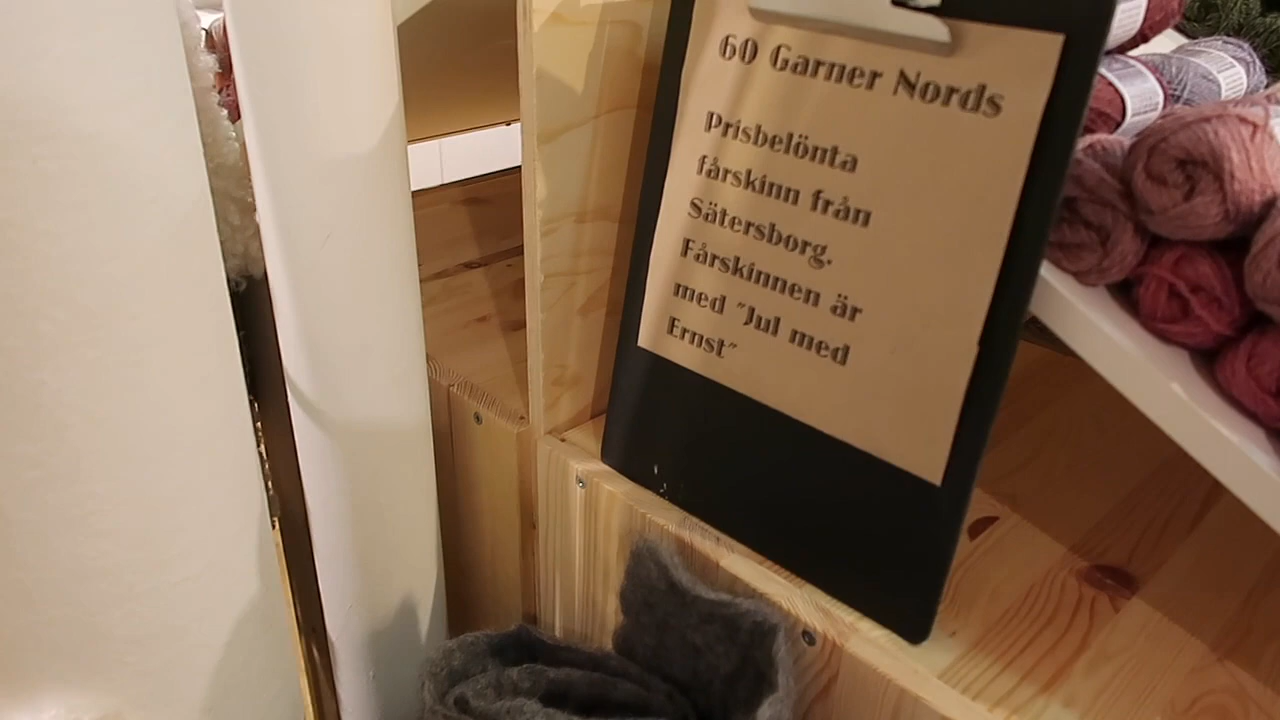 60 Garner Nords
Prisbelönta
fårskinn från
Sätersborg.
Fårskinnen är
med "Jul med
Ernst"